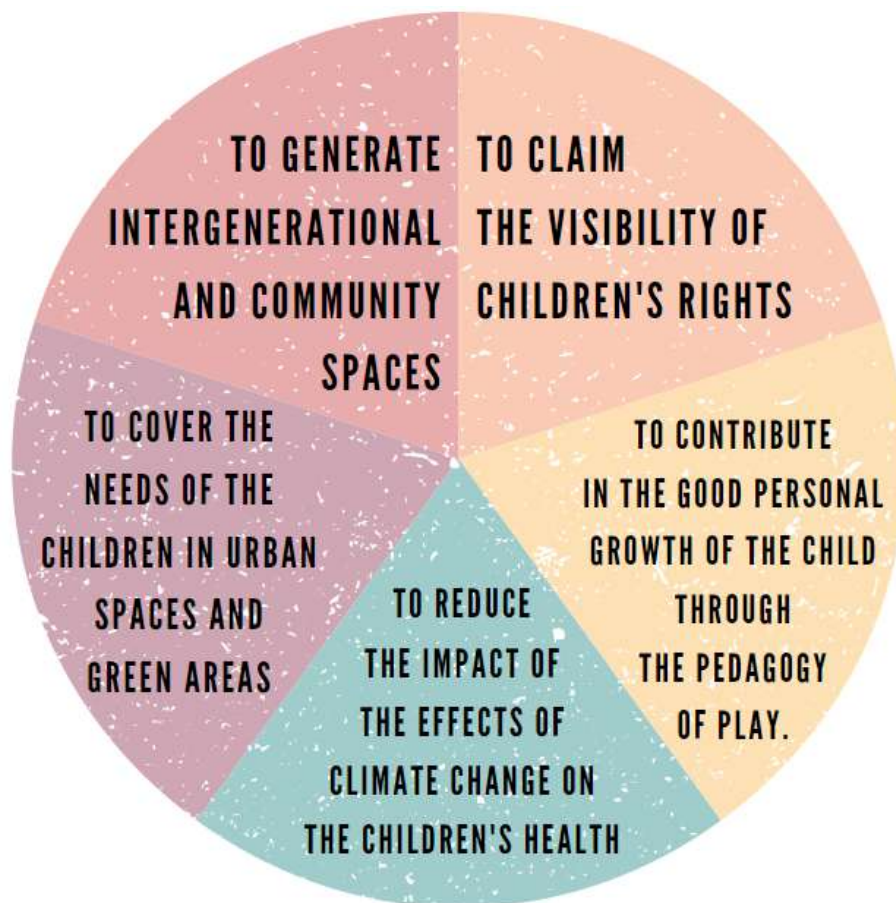 TO GENERATE
INTERGENERATIONAL
AND COMMUNITY
SPACES
TO CLAIM
THE VISIBILITY OF
CHILDREN'S RIGHTS
TO CONTRIBUTE
IN THE GOOD PERSONAL
GROWTH OF THE CHILD
THROUGH
THE PEDAGOGY
OF PLAY.
TO REDUCE
THE IMPACT OF
THE EFFECTS OF
CLIMATE CHANGE ON
THE CHILDREN'S HEALTH
TO COVER THE
NEEDS OF THE
CHILDREN IN URBAN
SPACES AND
GREEN AREAS